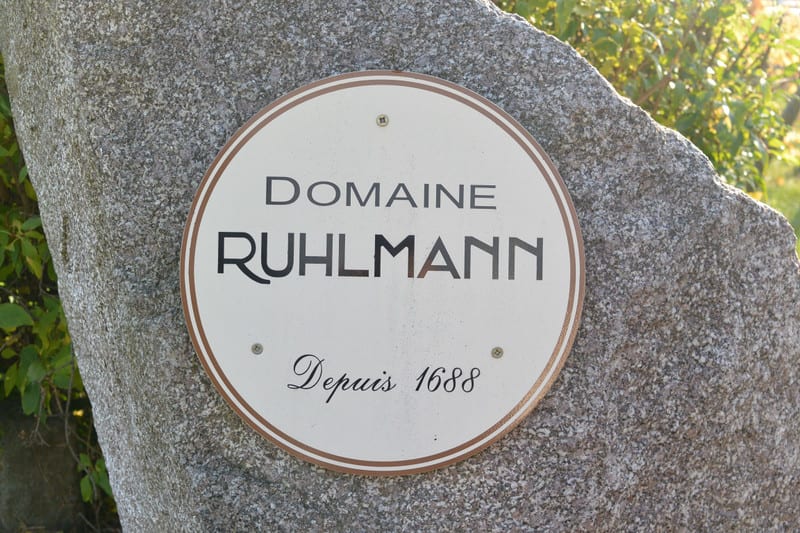 DOMAINE
RUHLMANN
Depuis 1688